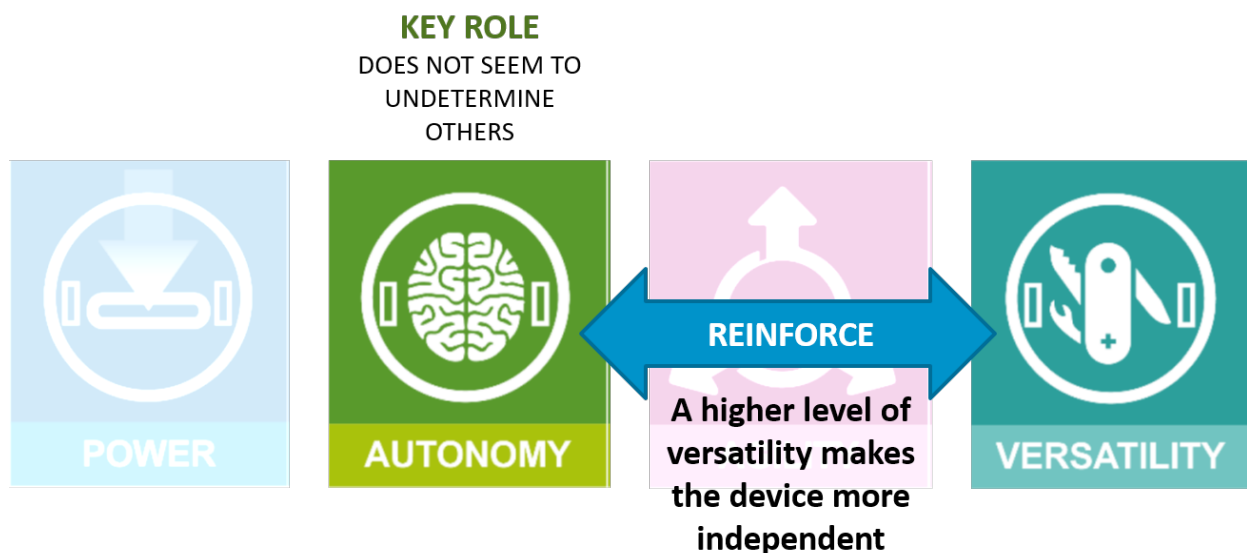 KEY ROLE
DOES NOT SEEM TO
UNDETERMINE
OTHERS
POWER
AUTONOMY
REINFORCE
A higher level of
versatility makes
the device more
independent
VERSATILITY